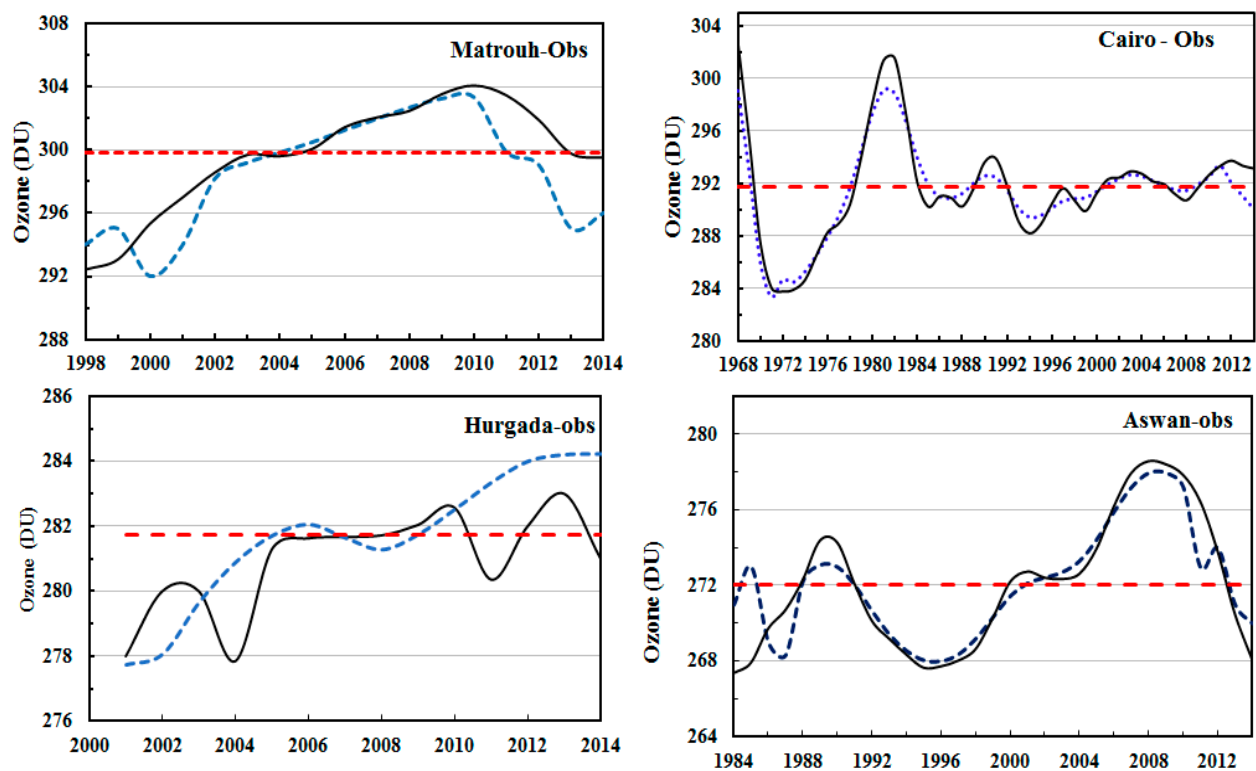 Matrouh-Obs
Ozone (DU)
308
304
300
296
292
288
1998 2000 2002 2004 2006 2008 2010 2012 2014
Cairo - Obs
Ozone (DU)
304
300
296
292
288
284
280
1968 1972 1976 1980 1984 1988 1992 1996 2000 2004 2008 2012
Hurgada-obs
Ozone (DU)
286
284
282
280
278
276
2000 2002 2004 2006 2008 2010 2012 2014
Aswan-obs
Ozone (DU)
280
276
272
268
264
1984 1988 1992 1996 2000 2004 2008 2012